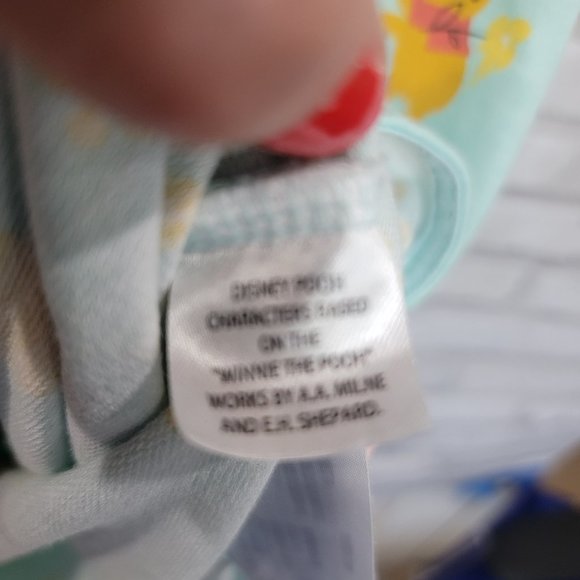 DISNEY POOH
CHARACTERS BASED
ON THE
"WINNIE THE POOH"
WORKS BY A.A. MILNE
AND E.H. SHEPARD.